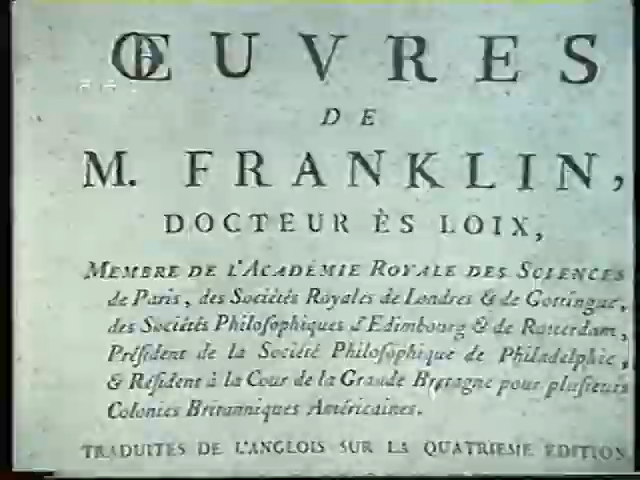 ŒUVRES
DE
M. FRANKLIN,
DOCTEUR ÈS LOIX,
MEMBRE DE L'ACADÉMIE ROYALE DES SCIENCES
de Paris, des Sociétés Royales de Londres & de Gottingue,
des Sociétés Philoſophiques d'Edimbourg & de Rotterdam,
Préſident de la Société Philoſophique de Philadelphie,
& Réſident à la Cour de la Grande Bretagne pour pluſieurs
Colonies Britanniques Américaines.
TRADUITES DE L'ANGLOIS SUR LA QUATRIEME EDITION